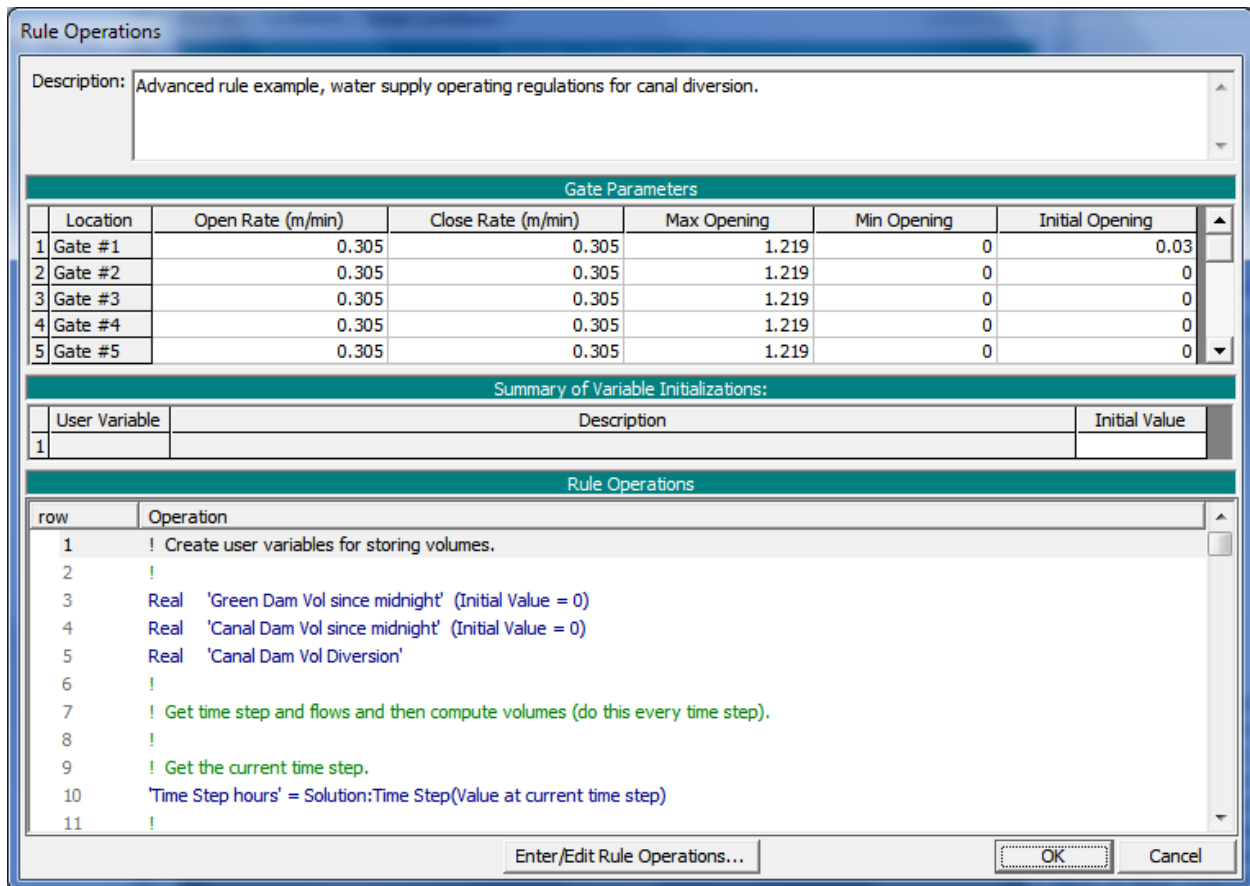 Rule Operations
Description: Advanced rule example, water supply operating regulations for canal diversion.
Gate Parameters
Location Open Rate (m/min) Close Rate (m/min) Max Opening Min Opening Initial Opening
1 Gate #1 0.305 0.305 1.219 0 0.03
2 Gate #2 0.305 0.305 1.219 0 0
3 Gate #3 0.305 0.305 1.219 0 0
4 Gate #4 0.305 0.305 1.219 0 0
5 Gate #5 0.305 0.305 1.219 0 0
Summary of Variable Initializations:
User Variable Description Initial Value
1
Rule Operations
row Operation
1 ! Create user variables for storing volumes.
2 !
3 Real 'Green Dam Vol since midnight' (Initial Value = 0)
4 Real 'Canal Dam Vol since midnight' (Initial Value = 0)
5 Real 'Canal Dam Vol Diversion'
6 !
7 ! Get time step and flows and then compute volumes (do this every time step).
8 !
9 ! Get the current time step.
10 'Time Step hours' = Solution:Time Step(Value at current time step)
11 !
Enter/Edit Rule Operations... OK Cancel